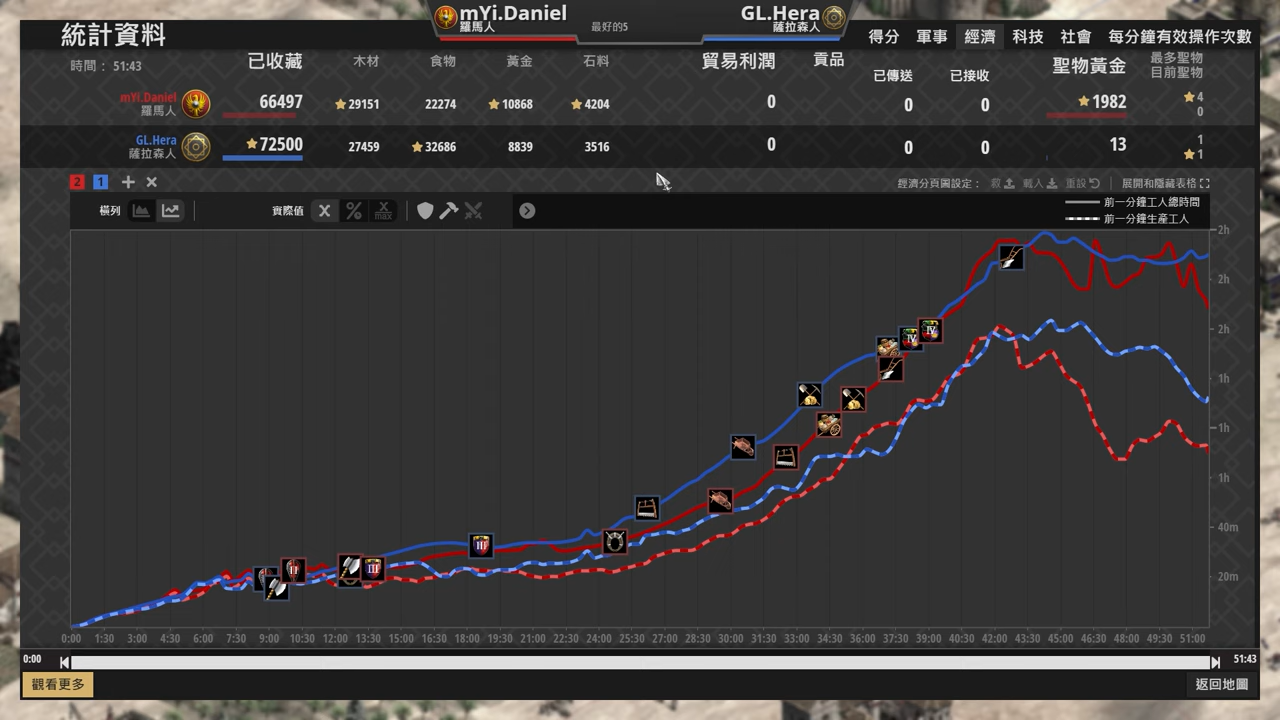 mYi.Daniel
羅馬人
最好的5
GL.Hera
薩拉森人
統計資料
得分 軍事 經濟 科技 社會 每分鐘有效操作次數
時間： 51:43
已收藏 木材 食物 黃金 石料 貿易利潤 貢品 已傳送 已接收 聖物黃金 最多聖物
目前聖物
mYi.Daniel
羅馬人
66497 29151 22274 10868 4204 0 0 0 1982 4
0
GL.Hera
薩拉森人
72500 27459 32686 8839 3516 0 0 0 13 1
1
2 1
經濟分頁圖設定： 載入 重設 展開和隱藏表格
橫列 實際值 X % X/max
前一分鐘工人總時間
前一分鐘生產工人
2h
2h
2h
1h
1h
1h
40m
20m
II
III
III
IV
IV
0:00 1:30 3:00 4:30 6:00 7:30 9:00 10:30 12:00 13:30 15:00 16:30 18:00 19:30 21:00 22:30 24:00 25:30 27:00 28:30 30:00 31:30 33:00 34:30 36:00 37:30 39:00 40:30 42:00 43:30 45:00 46:30 48:00 49:30 51:00
0:00 51:43
觀看更多 返回地圖